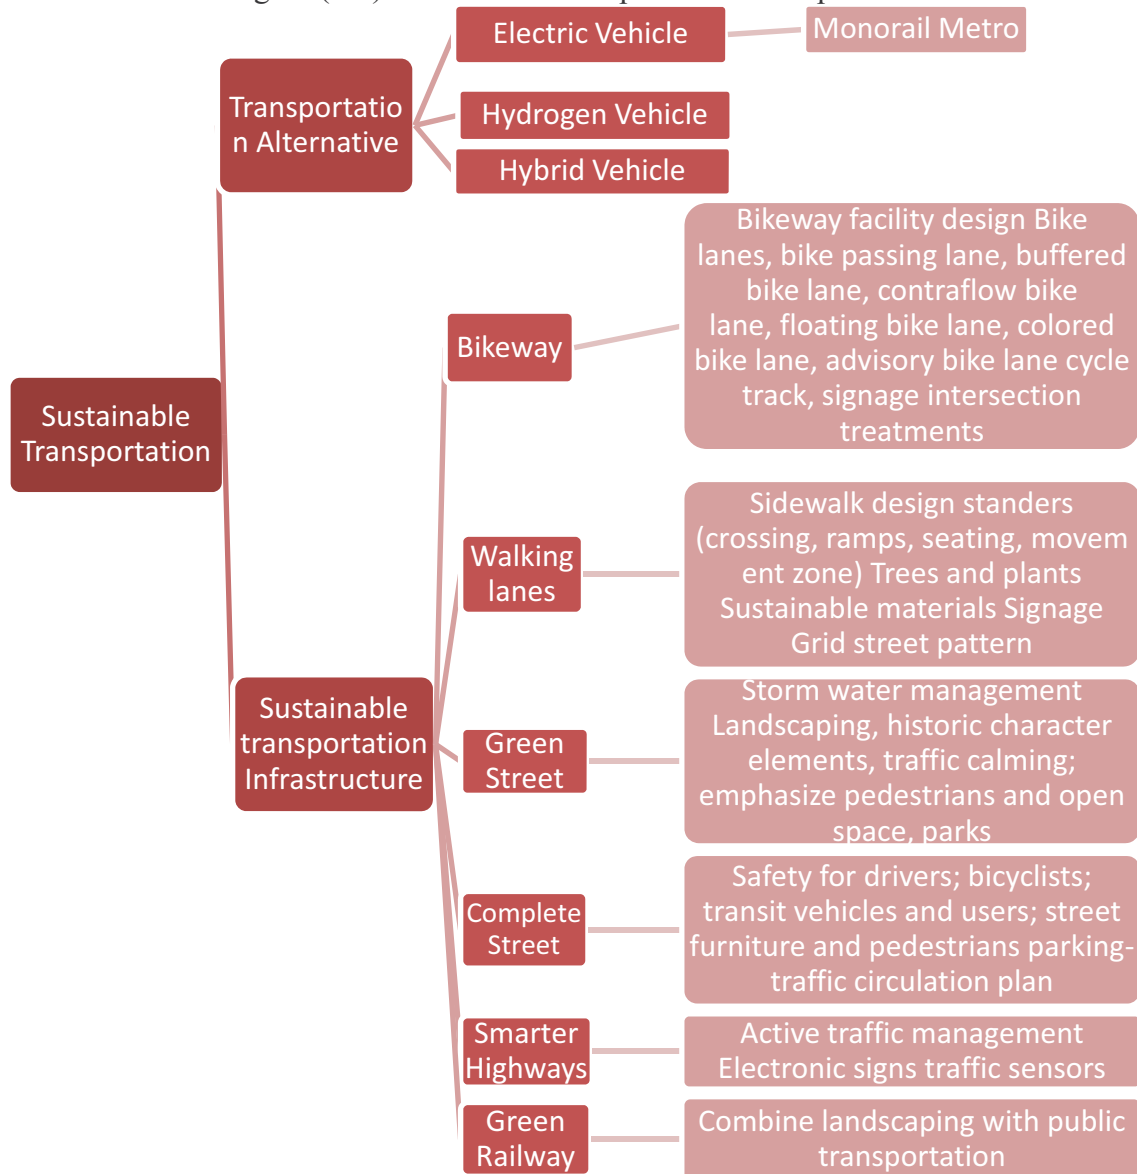 Electric Vehicle
Monorail Metro
Transportatio
n Alternative
Hydrogen Vehicle
Hybrid Vehicle
Bikeway facility design Bike
lanes, bike passing lane, buffered
bike lane, contraflow bike
lane, floating bike lane, colored
bike lane, advisory bike lane cycle
track, signage intersection
treatments
Bikeway
Sustainable
Transportation
Sidewalk design standers
(crossing, ramps, seating, movem
ent zone) Trees and plants
Sustainable materials Signage
Grid street pattern
Walking
lanes
Sustainable
transportation
Infrastructure
Storm water management
Landscaping, historic character
elements, traffic calming;
emphasize pedestrians and open
space, parks
Green
Street
Safety for drivers; bicyclists;
transit vehicles and users; street
furniture and pedestrians parking-
traffic circulation plan
Complete
Street
Smarter
Highways
Active traffic management
Electronic signs traffic sensors
Green
Railway
Combine landscaping with public
transportation